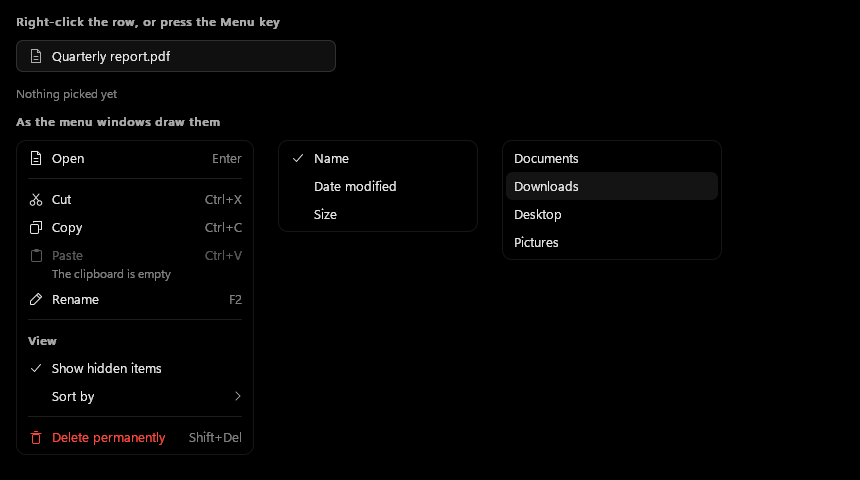 Right-click the row, or press the Menu key
Quarterly report.pdf
Nothing picked yet
As the menu windows draw them
Open Enter
Cut Ctrl+X
Copy Ctrl+C
Paste Ctrl+V
The clipboard is empty
Rename F2
View
Show hidden items
Sort by
Delete permanently Shift+Del
Name
Date modified
Size
Documents
Downloads
Desktop
Pictures